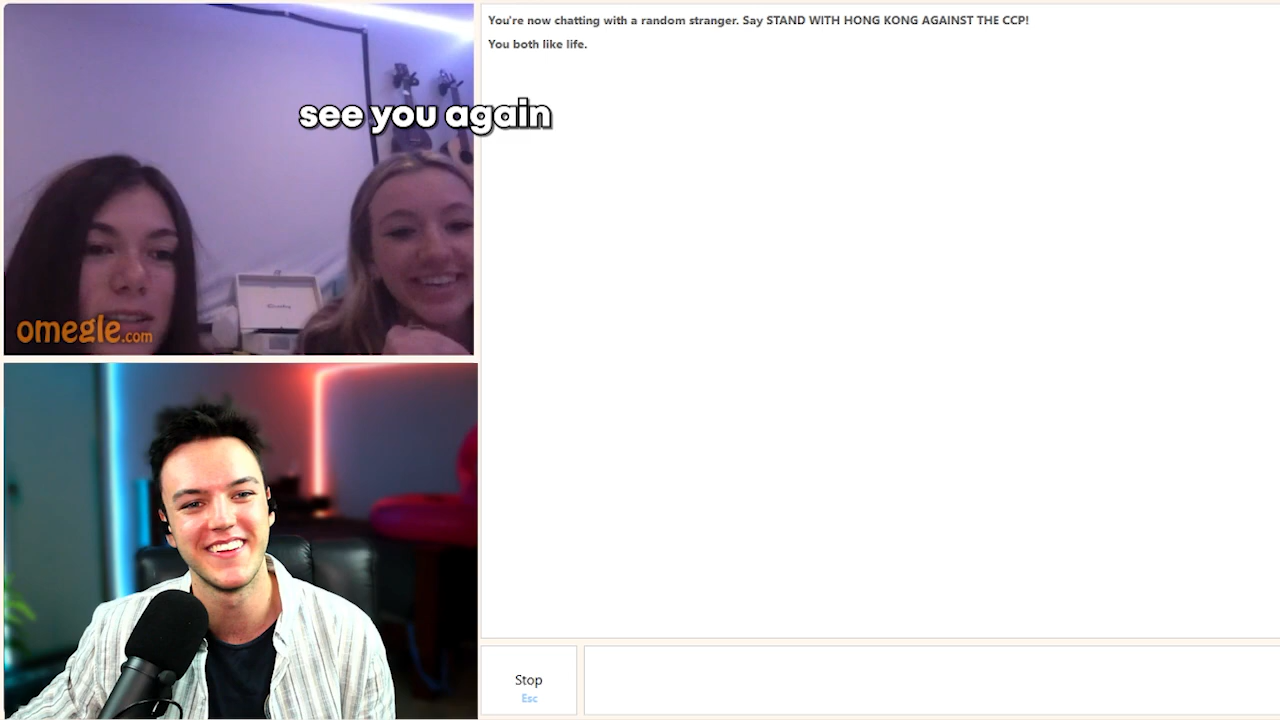 You're now chatting with a random stranger. Say STAND WITH HONG KONG AGAINST THE CCP!
You both like life.
see you again
omegle.com
Stop
Esc